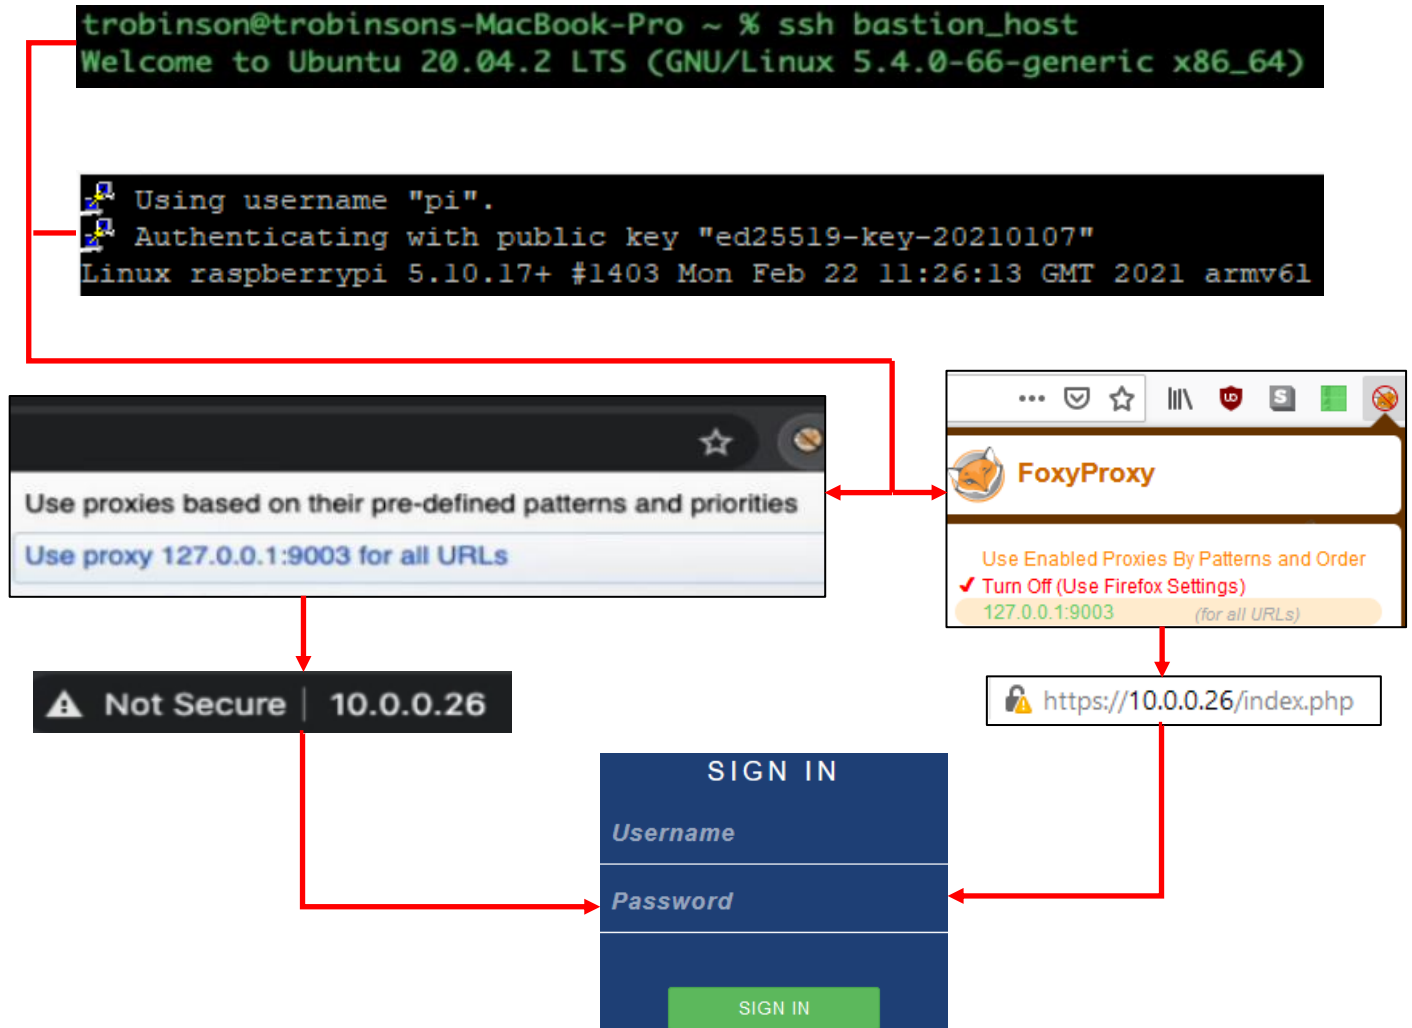 trobinson@trobinsons-MacBook-Pro ~ % ssh bastion_host
Welcome to Ubuntu 20.04.2 LTS (GNU/Linux 5.4.0-66-generic x86_64)
Using username "pi".
Authenticating with public key "ed25519-key-20210107"
Linux raspberrypi 5.10.17+ #1403 Mon Feb 22 11:26:13 GMT 2021 armv6l
Use proxies based on their pre-defined patterns and priorities
Use proxy 127.0.0.1:9003 for all URLs
S
FoxyProxy
Use Enabled Proxies By Patterns and Order
Turn Off (Use Firefox Settings)
127.0.0.1:9003 (for all URLs)
Not Secure | 10.0.0.26
https://10.0.0.26/index.php
SIGN IN
Username
Password
SIGN IN